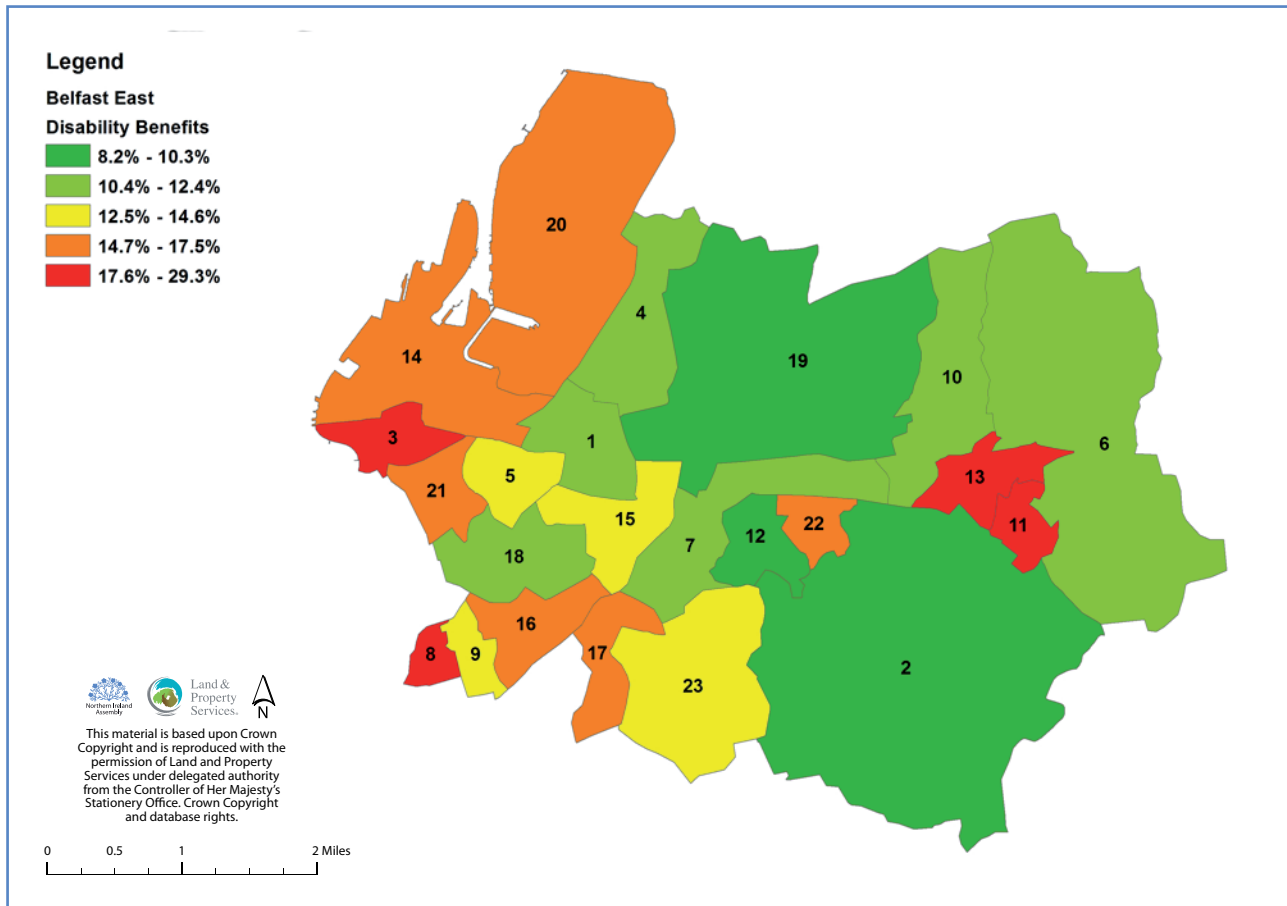 Legend
Belfast East
Disability Benefits
8.2% - 10.3%
10.4% - 12.4%
12.5% - 14.6%
14.7% - 17.5%
17.6% - 29.3%
20
4
14
19
10
1
3
6
5
13
21
15
22
11
7
12
18
16
8
9
17
2
23
Northern Ireland
Assembly
Land &
Property
Services.
N
This material is based upon Crown
Copyright and is reproduced with the
permission of Land and Property
Services under delegated authority
from the Controller of Her Majesty's
Stationery Office. Crown Copyright
and database rights.
0 0.5 1 2 Miles